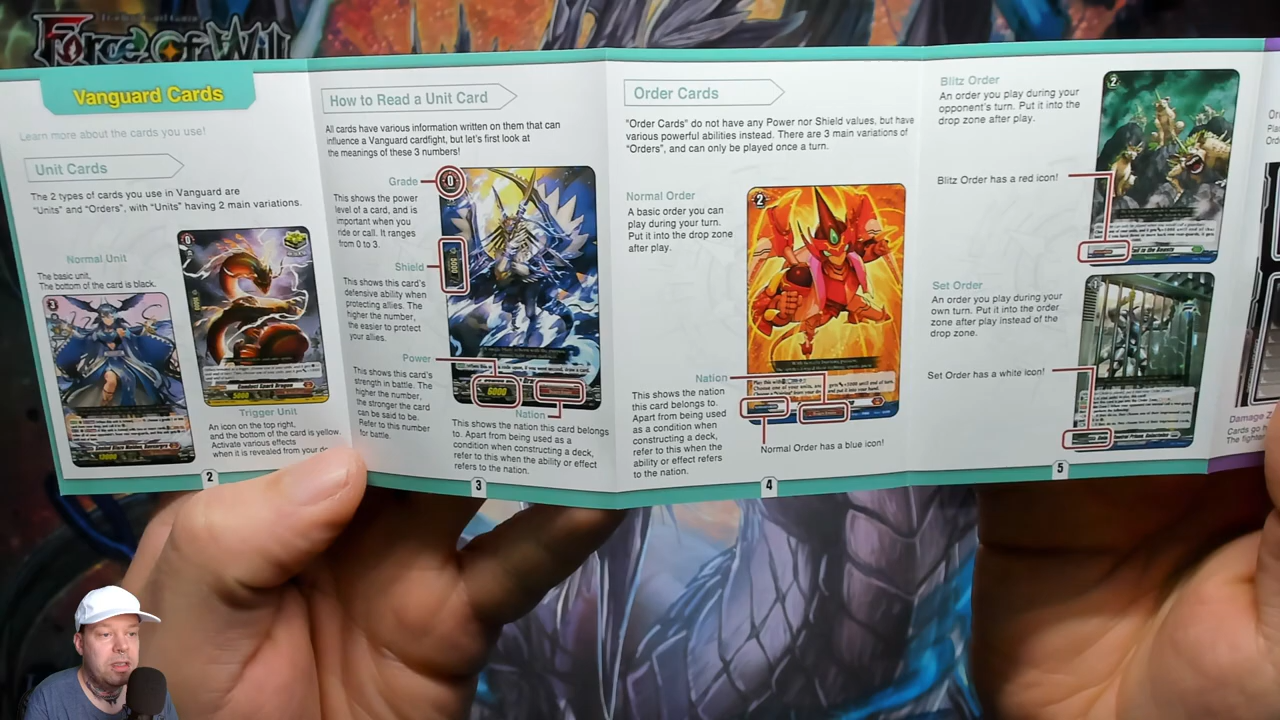 Force of Will
Vanguard Cards
Learn more about the cards you use!
Unit Cards
The 2 types of cards you use in Vanguard are
"Units" and "Orders", with "Units" having 2 main variations.
Normal Unit
The basic unit.
The bottom of the card is black.
Trigger Unit
An icon on the top right,
and the bottom of the card is yellow.
Activate various effects
when it is revealed from your
2
How to Read a Unit Card
All cards have various information written on them that can
influence a Vanguard cardfight, but let's first look at
the meanings of these 3 numbers!
Grade
0
This shows the power
level of a card, and is
important when you
ride or call. It ranges
from 0 to 3.
Shield
5000
This shows this card's
defensive ability when
protecting allies. The
higher the number,
the easier to protect
your allies.
Power
6000
This shows this card's
strength in battle. The
higher the number,
the stronger the card
can be said to be.
Refer to this number
for battle.
Nation
This shows the nation this card belongs
to. Apart from being used as a
condition when constructing a deck,
refer to this when the ability or effect
refers to the nation.
3
Order Cards
"Order Cards" do not have any Power nor Shield values, but have
various powerful abilities instead. There are 3 main variations of
"Orders", and can only be played once a turn.
Normal Order
A basic order you can
play during your turn.
Put it into the drop zone
after play.
2
Nation
This shows the nation
this card belongs to.
Apart from being used
as a condition when
constructing a deck,
refer to this when the
ability or effect refers
to the nation.
Normal Order has a blue icon!
4
Blitz Order
An order you play during your
opponent's turn. Put it into the
drop zone after play.
Blitz Order has a red icon!
2
Set Order
An order you play during your
own turn. Put it into the order
zone after play instead of the
drop zone.
Set Order has a white icon!
5
Damage Z
Cards go h
The fighte